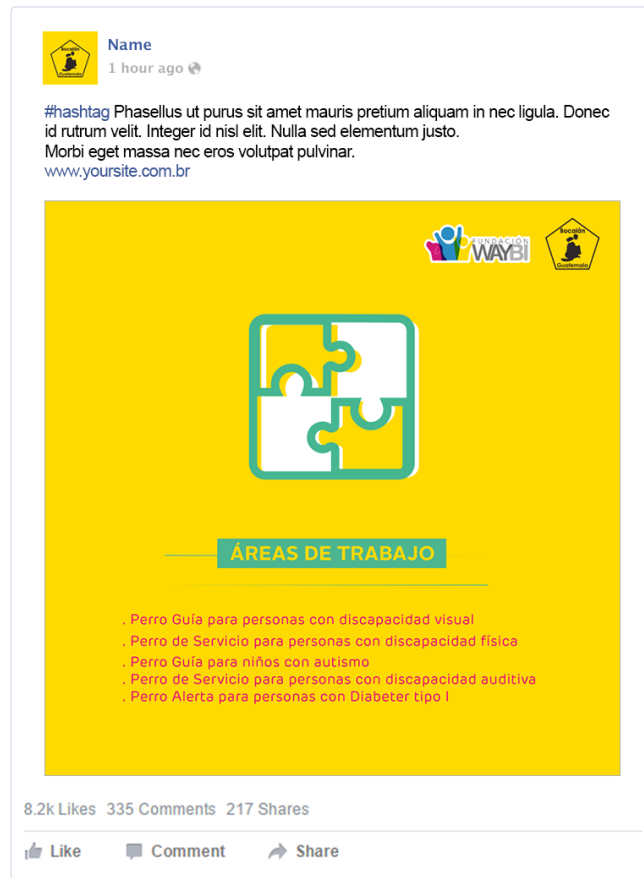 Bocalán
Guatemala
Name
1 hour ago
#hashtag Phasellus ut purus sit amet mauris pretium aliquam in nec ligula. Donec
id rutrum velit. Integer id nisl elit. Nulla sed elementum justo.
Morbi eget massa nec eros volutpat pulvinar.
www.yoursite.com.br
FUNDACIÓN
WAYBI
Bocalán
Guatemala
ÁREAS DE TRABAJO
. Perro Guía para personas con discapacidad visual
. Perro de Servicio para personas con discapacidad física
. Perro Guía para niños con autismo
. Perro de Servicio para personas con discapacidad auditiva
. Perro Alerta para personas con Diabeter tipo I
8.2k Likes 335 Comments 217 Shares
Like Comment Share